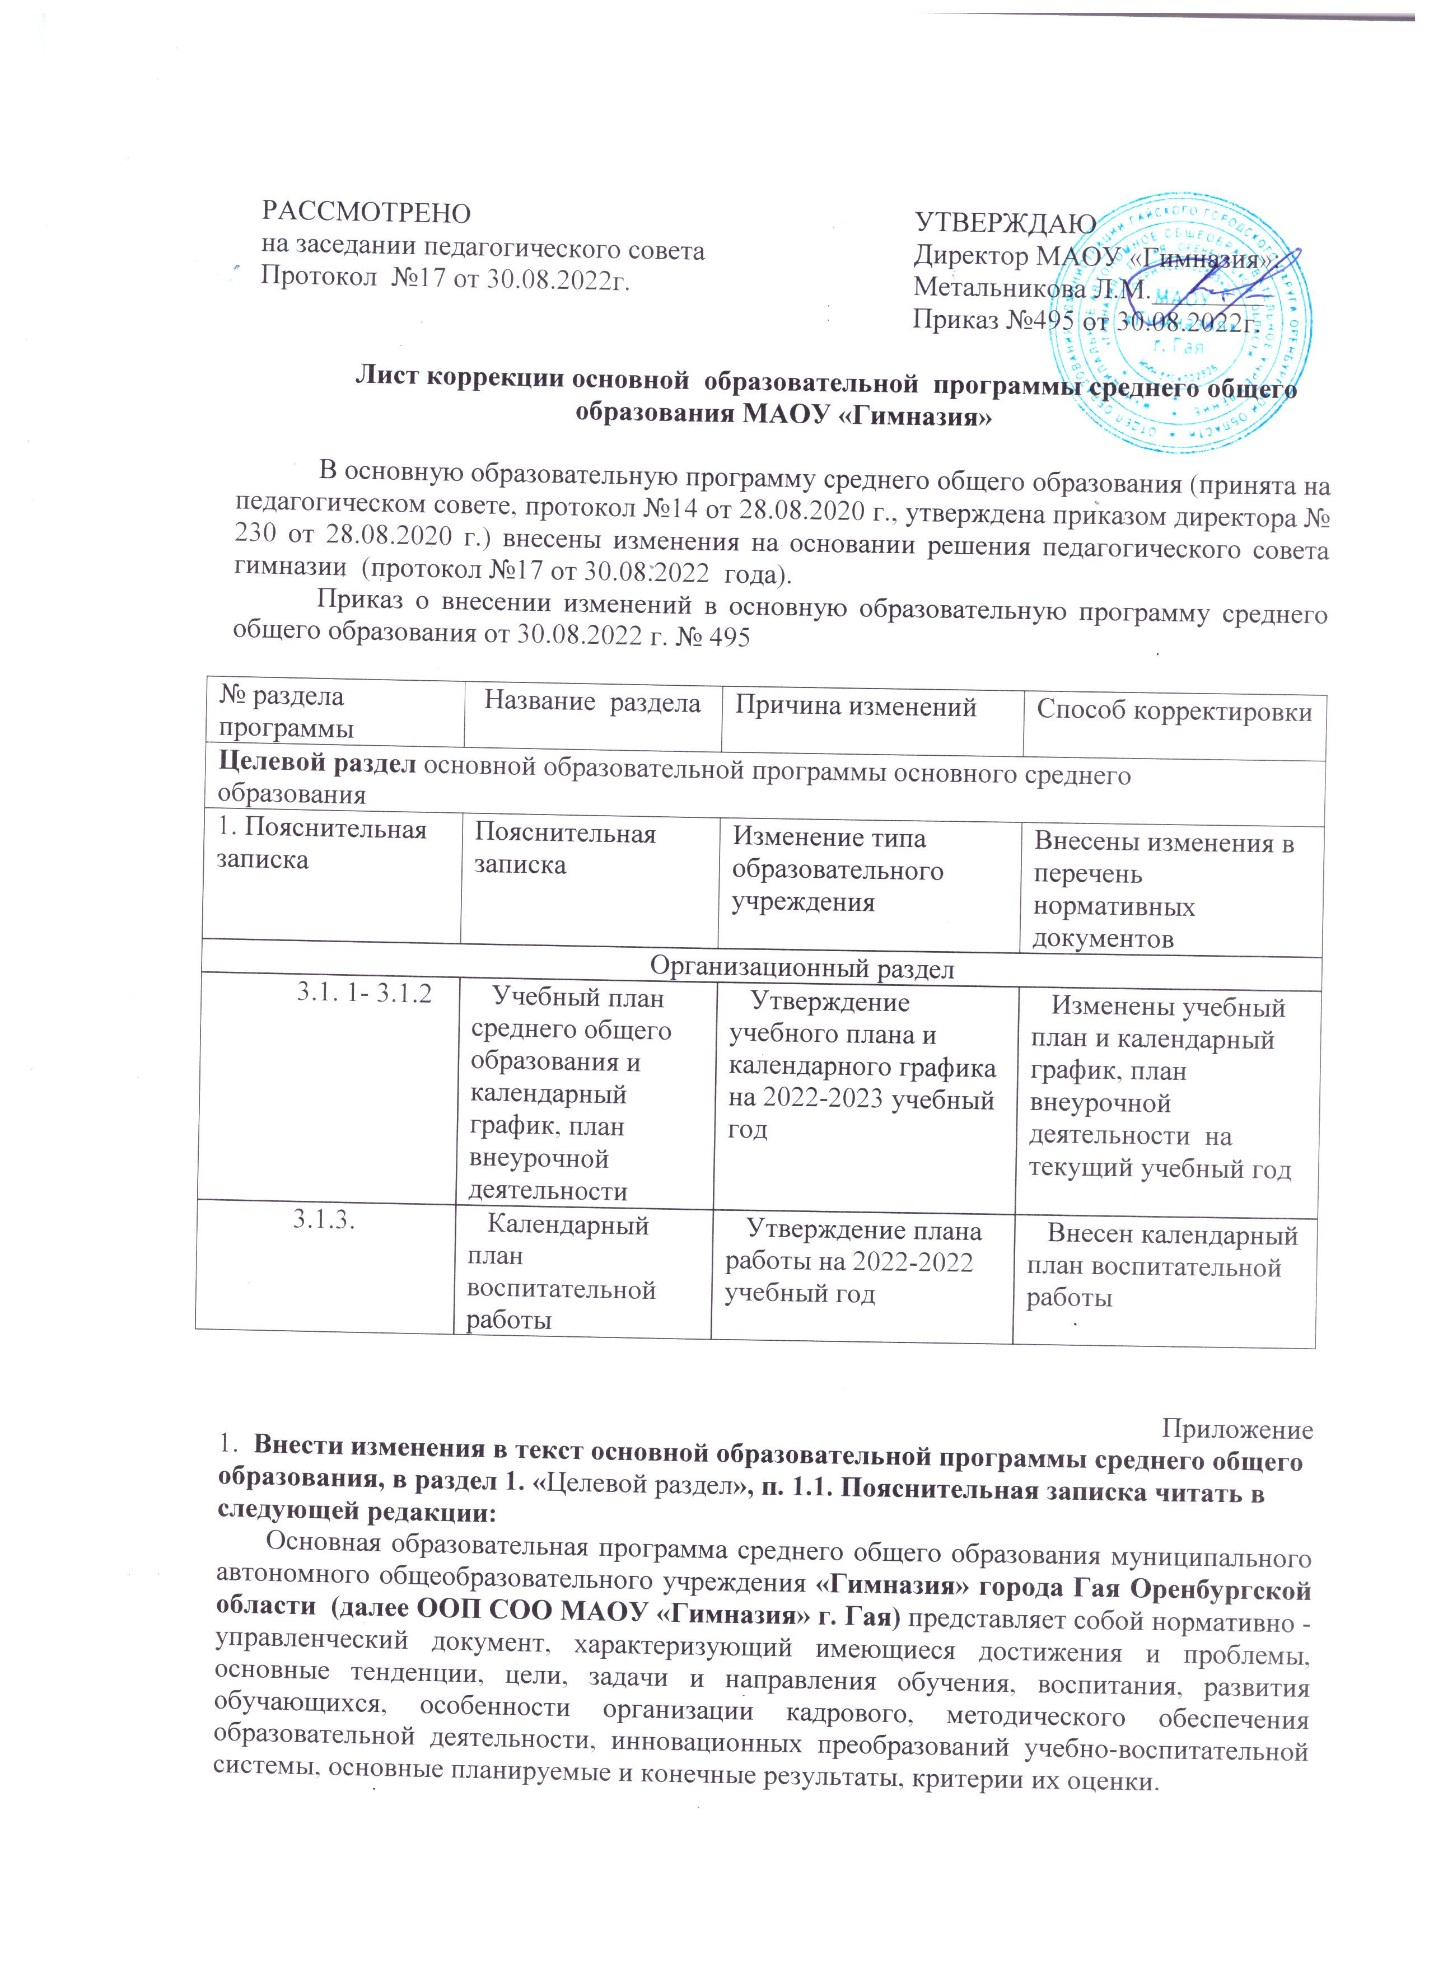 РАССМОТРЕНО
на заседании педагогического совета
Протокол №17 от 30.08.2022г.
УТВЕРЖДАЮ
Директор МАОУ «Гимназия»:
Метальникова Л.М.________
Приказ №495 от 30.08.2022г.
МАОУ
«Гимназия»
г. Гая
Лист коррекции основной образовательной программы среднего общего
образования МАОУ «Гимназия»
В основную образовательную программу среднего общего образования (принята на
педагогическом совете, протокол №14 от 28.08.2020 г., утверждена приказом директора №
230 от 28.08.2020 г.) внесены изменения на основании решения педагогического совета
гимназии (протокол №17 от 30.08.2022 года).
Приказ о внесении изменений в основную образовательную программу среднего
общего образования от 30.08.2022 г. № 495
№ раздела
программы
Название раздела
Причина изменений
Способ корректировки
Целевой раздел основной образовательной программы основного среднего
образования
1. Пояснительная
записка
Пояснительная
записка
Изменение типа
образовательного
учреждения
Внесены изменения в
перечень
нормативных
документов
Организационный раздел
3.1. 1- 3.1.2
Учебный план
среднего общего
образования и
календарный
график, план
внеурочной
деятельности
Утверждение
учебного плана и
календарного графика
на 2022-2023 учебный
год
Изменены учебный
план и календарный
график, план
внеурочной
деятельности на
текущий учебный год
3.1.3.
Календарный
план
воспитательной
работы
Утверждение плана
работы на 2022-2022
учебный год
Внесен календарный
план воспитательной
работы
Приложение
1. Внести изменения в текст основной образовательной программы среднего общего
образования, в раздел 1. «Целевой раздел», п. 1.1. Пояснительная записка читать в
следующей редакции:
Основная образовательная программа среднего общего образования муниципального
автономного общеобразовательного учреждения «Гимназия» города Гая Оренбургской
области (далее ООП СОО МАОУ «Гимназия» г. Гая) представляет собой нормативно -
управленческий документ, характеризующий имеющиеся достижения и проблемы,
основные тенденции, цели, задачи и направления обучения, воспитания, развития
обучающихся, особенности организации кадрового, методического обеспечения
образовательной деятельности, инновационных преобразований учебно-воспитательной
системы, основные планируемые и конечные результаты, критерии их оценки.